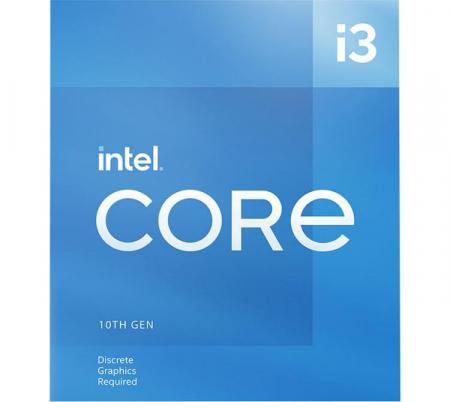 i3
intel.
CORE
10TH GEN
Discrete
Graphics
Required